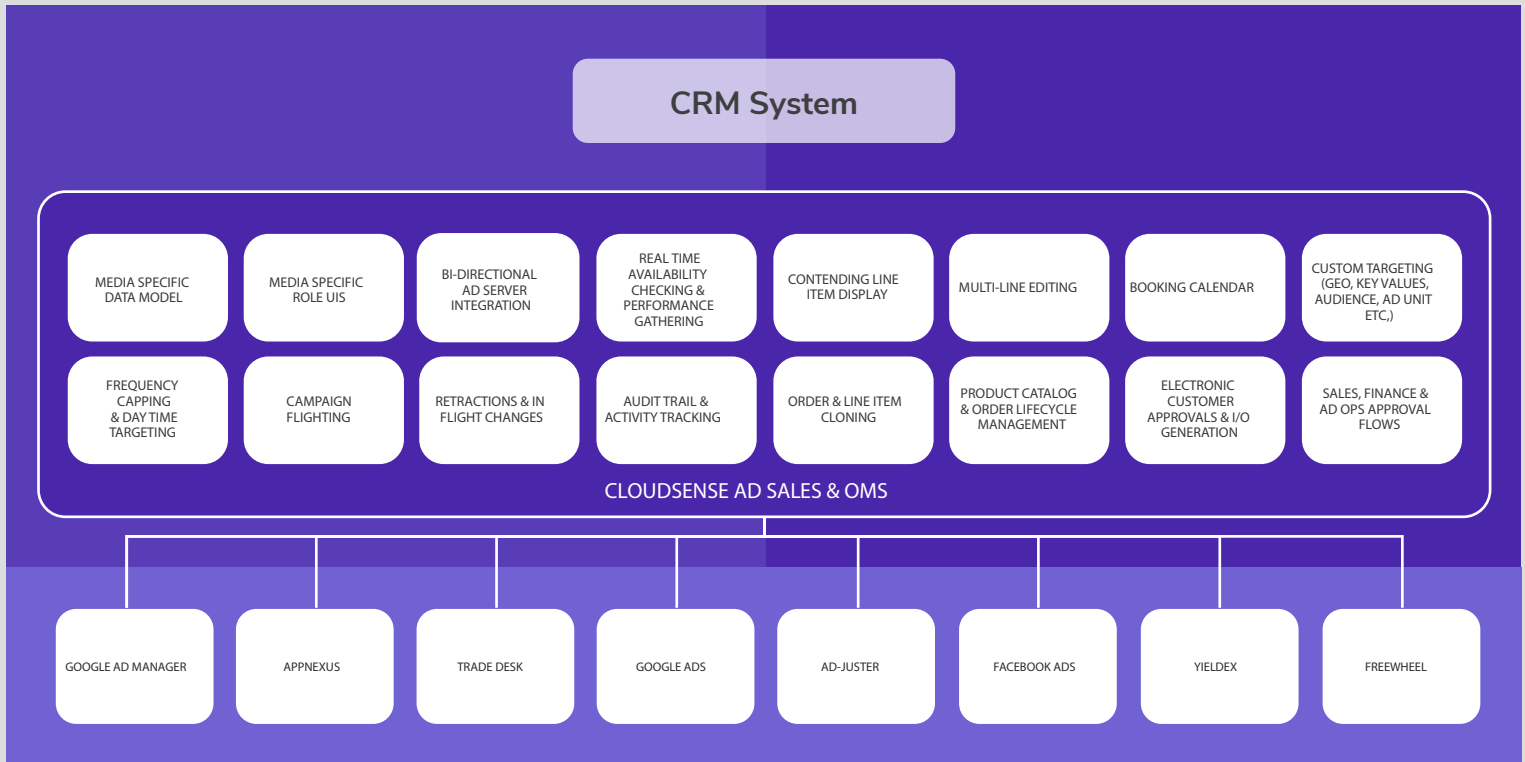 CRM System
MEDIA SPECIFIC
DATA MODEL
MEDIA SPECIFIC
ROLE UIS
BI-DIRECTIONAL
AD SERVER
INTEGRATION
REAL TIME
AVAILABILITY
CHECKING &
PERFORMANCE
GATHERING
CONTENDING LINE
ITEM DISPLAY
MULTI-LINE EDITING
BOOKING CALENDAR
CUSTOM TARGETING
(GEO, KEY VALUES,
AUDIENCE, AD UNIT
ETC,)
FREQUENCY
CAPPING
& DAY TIME
TARGETING
CAMPAIGN
FLIGHTING
RETRACTIONS & IN
FLIGHT CHANGES
AUDIT TRAIL &
ACTIVITY TRACKING
ORDER & LINE ITEM
CLONING
PRODUCT CATALOG
& ORDER LIFECYCLE
MANAGEMENT
ELECTRONIC
CUSTOMER
APPROVALS & I/O
GENERATION
SALES, FINANCE &
AD OPS APPROVAL
FLOWS
CLOUDSENSE AD SALES & OMS
GOOGLE AD MANAGER
APPNEXUS
TRADE DESK
GOOGLE ADS
AD-JUSTER
FACEBOOK ADS
YIELDEX
FREEWHEEL